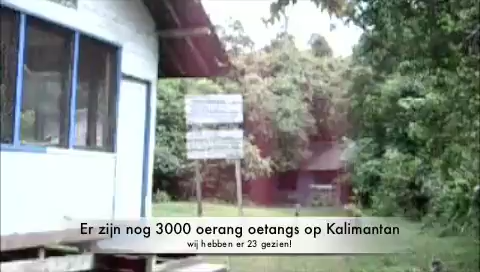 Er zijn nog 3000 oerang oetangs op Kalimantan
wij hebben er 23 gezien!